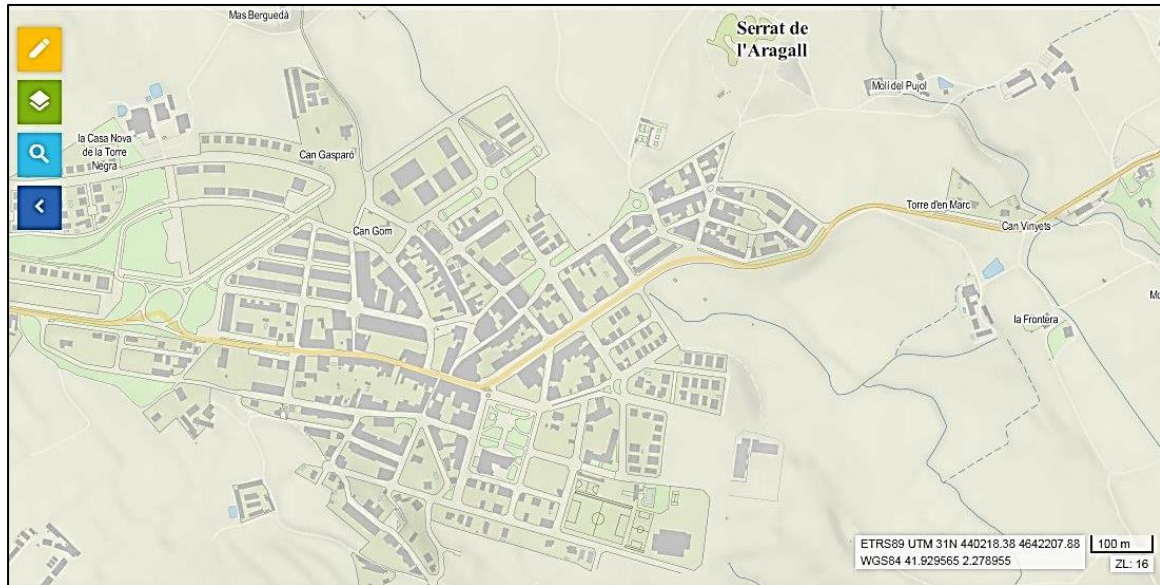 Mas Berguedà
Serrat de
l'Aragall
Molí del Pujol
la Casa Nova
de la Torre
Negra
Can Gasparó
Torre d'en Marc
Can Vinyets
Can Gom
Mo
la Frontera
ETRS89 UTM 31N 440218.38 4642207.88
WGS84 41.929565 2.278955
100 m
ZL: 16